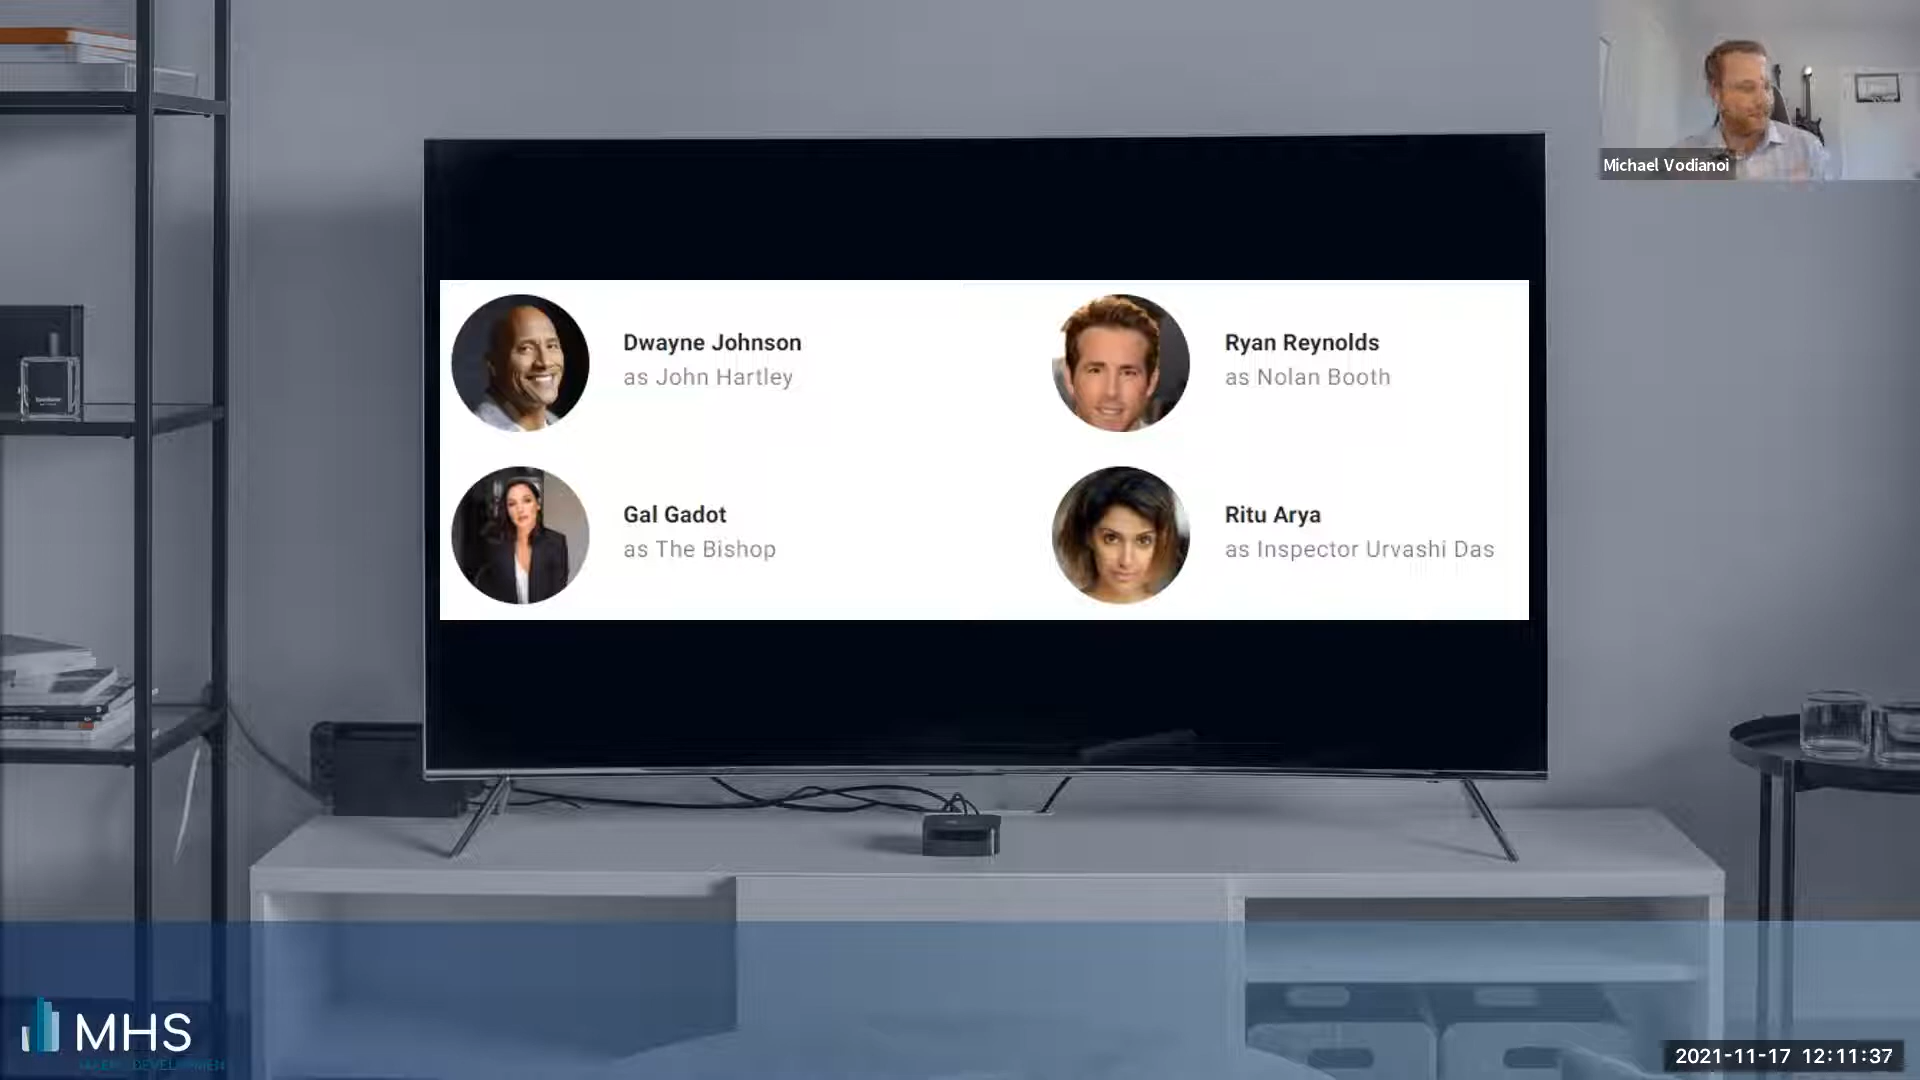 Michael Vodianoi
Dwayne Johnson
as John Hartley
Ryan Reynolds
as Nolan Booth
Gal Gadot
as The Bishop
Ritu Arya
as Inspector Urvashi Das
MHS
2021-11-17 12:11:37